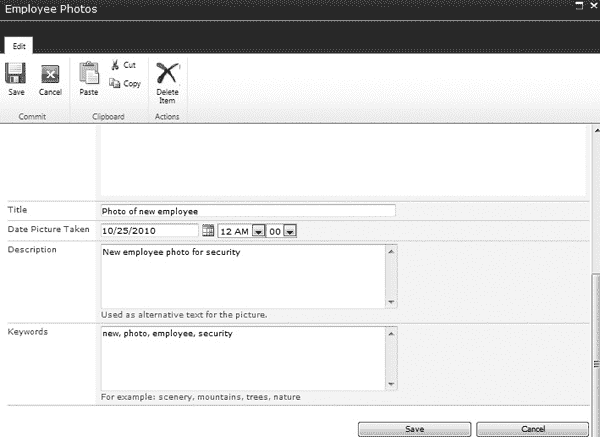 Employee Photos
Edit
Save
Cancel
Paste
Cut
Copy
Delete
Item
Commit
Clipboard
Actions
Title
Photo of new employee
Date Picture Taken
10/25/2010
12 AM
00
Description
New employee photo for security
Used as alternative text for the picture.
Keywords
new, photo, employee, security
For example: scenery, mountains, trees, nature
Save
Cancel